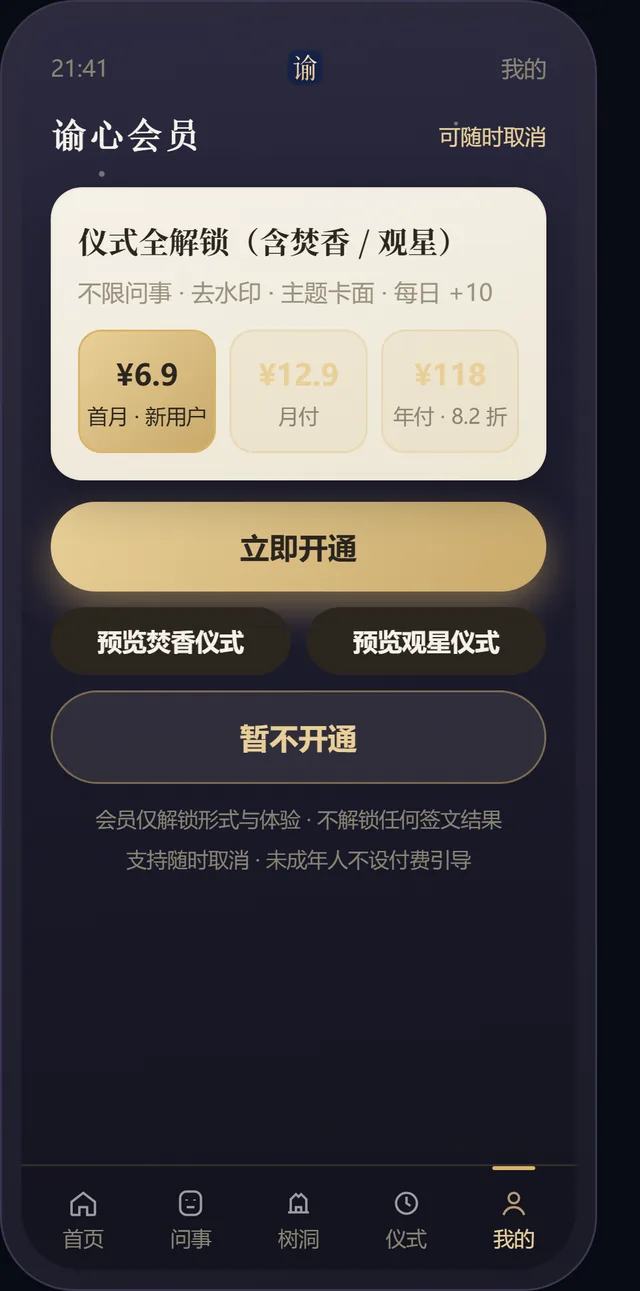 21:41
谕
我的
谕心会员
可随时取消
仪式全解锁（含焚香 / 观星）
不限问事 · 去水印 · 主题卡面 · 每日 +10
¥6.9
首月 · 新用户
¥12.9
月付
¥118
年付 · 8.2 折
立即开通
预览焚香仪式
预览观星仪式
暂不开通
会员仅解锁形式与体验 · 不解锁任何签文结果
支持随时取消 · 未成年人不设付费引导
首页
问事
树洞
仪式
我的